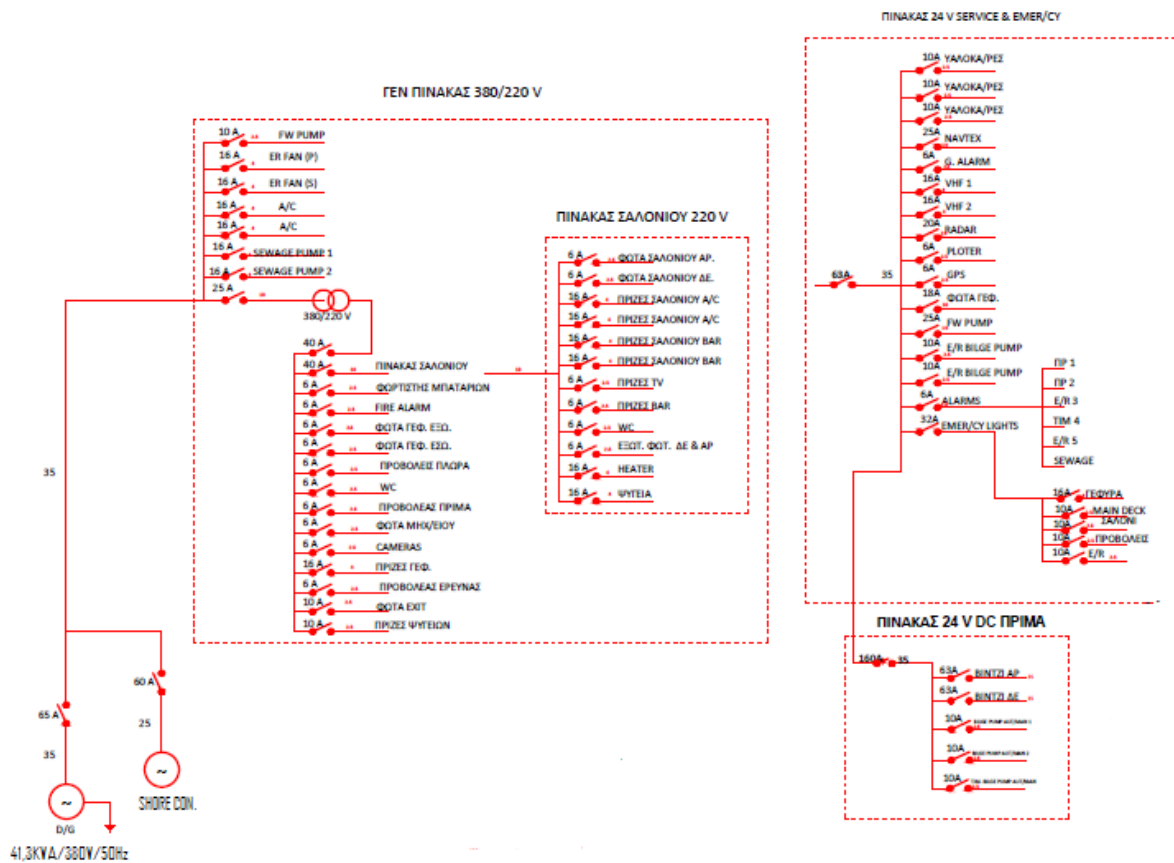 ΠΙΝΑΚΑΣ 24 V SERVICE & EMER/CY
ΓΕΝ ΠΙΝΑΚΑΣ 380/220 V
10 A FW PUMP
16 A ER FAN (P)
16 A ER FAN (S)
16 A A/C
16 A A/C
16 A SEWAGE PUMP 1
16 A SEWAGE PUMP 2
25 A
380/220 V
40 A
40 A ΠΙΝΑΚΑΣ ΣΑΛΟΝΙΟΥ
6 A ΦΟΡΤΙΣΤΗΣ ΜΠΑΤΑΡΙΩΝ
6 A FIRE ALARM
6 A ΦΩΤΑ ΓΕΦ. ΕΞΩ.
6 A ΦΩΤΑ ΓΕΦ. ΕΣΩ.
6 A ΠΡΟΒΟΛΕΙΣ ΠΛΩΡΑ
6 A WC
6 A ΠΡΟΒΟΛΕΑΣ ΠΡΙΜΑ
6 A ΦΩΤΑ ΜΗΧ/ΕΙΟΥ
6 A CAMERAS
16 A ΠΡΙΖΕΣ ΓΕΦ.
6 A ΠΡΟΒΟΛΕΑΣ ΕΡΕΥΝΑΣ
10 A ΦΩΤΑ EXIT
10 A ΠΡΙΖΕΣ ΨΥΓΕΙΩΝ
ΠΙΝΑΚΑΣ ΣΑΛΟΝΙΟΥ 220 V
6 A ΦΩΤΑ ΣΑΛΟΝΙΟΥ ΑΡ.
6 A ΦΩΤΑ ΣΑΛΟΝΙΟΥ ΔΕ.
16 A ΠΡΙΖΕΣ ΣΑΛΟΝΙΟΥ A/C
16 A ΠΡΙΖΕΣ ΣΑΛΟΝΙΟΥ A/C
16 A ΠΡΙΖΕΣ ΣΑΛΟΝΙΟΥ BAR
16 A ΠΡΙΖΕΣ ΣΑΛΟΝΙΟΥ BAR
6 A ΠΡΙΖΕΣ TV
6 A ΠΡΙΖΕΣ BAR
6 A WC
6 A ΕΞΩΤ. ΦΩΤ. ΔΕ & ΑΡ
16 A HEATER
16 A ΨΥΓΕΙΑ
10A ΥΑΛΟΚΑ/ΡΕΣ
10A ΥΑΛΟΚΑ/ΡΕΣ
10A ΥΑΛΟΚΑ/ΡΕΣ
25A NAVTEX
6A G. ALARM
16A VHF 1
16A VHF 2
20A RADAR
6A PLOTER
63A 35
6A GPS
18A ΦΩΤΑ ΓΕΦ.
25A FW PUMP
10A E/R BILGE PUMP
10A E/R BILGE PUMP
6A ALARMS
32A EMER/CY LIGHTS
ΠΡ 1
ΠΡ 2
E/R 3
ΤΙΜ 4
E/R 5
SEWAGE
16A ΓΕΦΥΡΑ
10A MAIN DECK
10A ΣΑΛΟΝΙ
10A ΠΡΟΒΟΛΕΙΣ
10A E/R
ΠΙΝΑΚΑΣ 24 V DC ΠΡΙΜΑ
160A 35
63A ΒΙΝΤΖΙ ΑΡ
63A ΒΙΝΤΖΙ ΔΕ
10A
10A
10A
35
60 A
65 A
25
35
~
~
SHORE CON.
D/G
41,3KVA/380V/50Hz